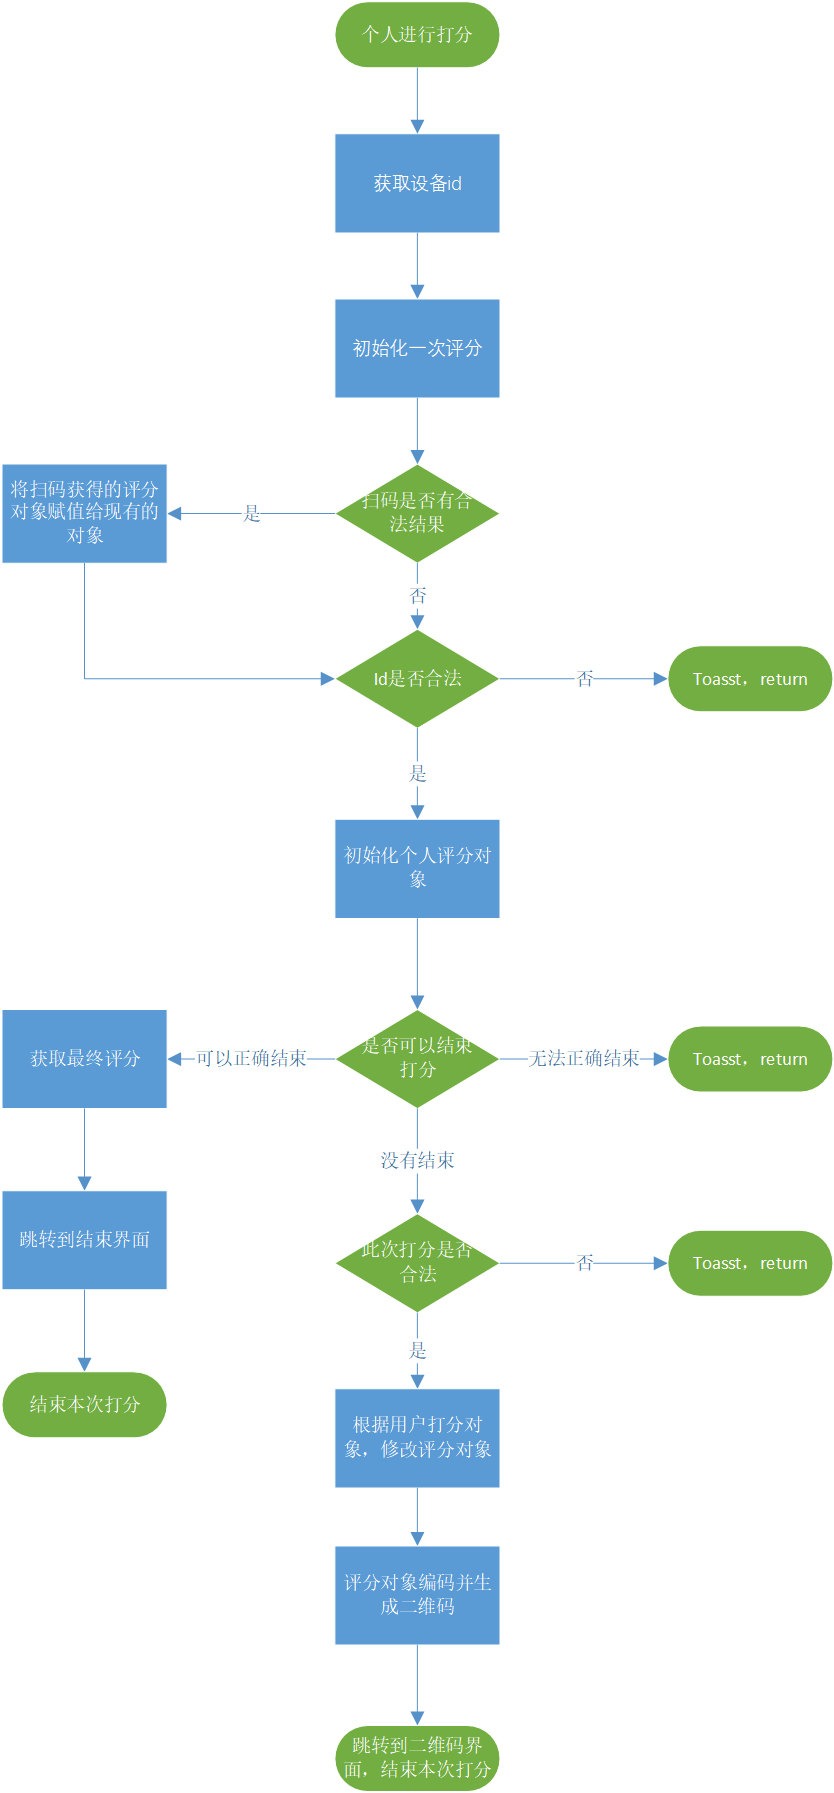 个人进行打分
获取设备id
初始化一次评分
扫码是否有合
法结果
是
将扫码获得的评分
对象赋值给现有的
对象
否
Id是否合法
否
Toasst，return
是
初始化个人评分对
象
是否可以结束
打分
可以正确结束
获取最终评分
无法正确结束
Toasst，return
没有结束
跳转到结束界面
此次打分是否
合法
否
Toasst，return
是
结束本次打分
根据用户打分对
象，修改评分对象
评分对象编码并生
成二维码
跳转到二维码界
面，结束本次打分